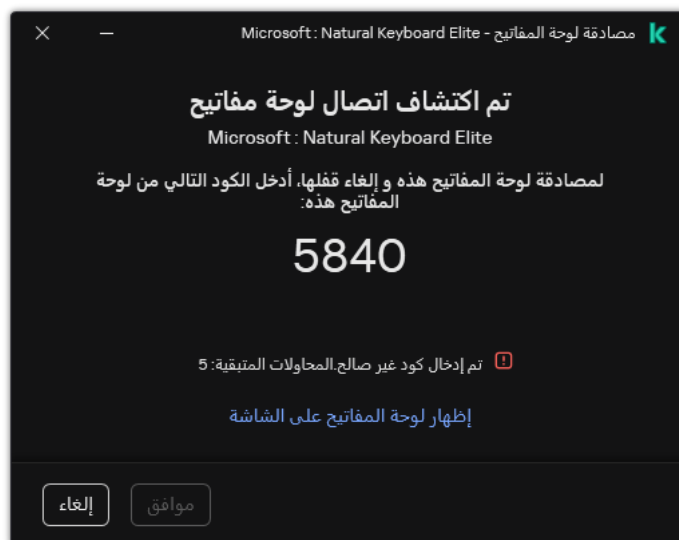 مصادقة لوحة المفاتيح - Microsoft : Natural Keyboard Elite
تم اكتشاف اتصال لوحة مفاتيح
Microsoft : Natural Keyboard Elite
لمصادقة لوحة المفاتيح هذه و إلغاء قفلها، أدخل الكود التالي من لوحة
المفاتيح هذه:
5840
تم إدخال كود غير صالح.المحاولات المتبقية: 5
إظهار لوحة المفاتيح على الشاشة
موافق
إلغاء